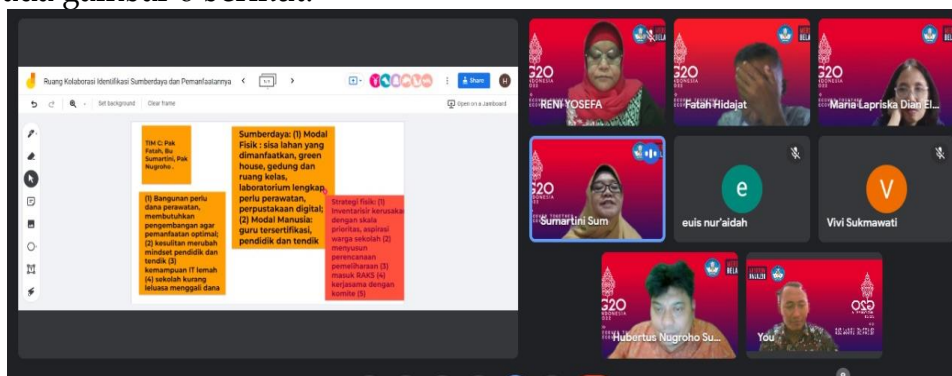 ada gambar 6 berikut.
Ruang Kolaborasi Identifikasi Sumberdaya dan Pemanfaatannya
1/1
Share
H
Set background
Clear frame
Open on a Jamboard
TIM C: Pak
Fatah, Bu
Sumartini, Pak
Nugroho .
Sumberdaya: (1) Modal
Fisik : sisa lahan yang
dimanfaatkan, green
house, gedung dan
ruang kelas,
laboratorium lengkap
perlu perawatan,
perpustakaan digital;
(2) Modal Manusia:
guru tersertifikasi,
pendidik dan tendik
(1) Bangunan perlu
dana perawatan,
membutuhkan
pengembangan agar
pemanfaatan optimal;
(2) kesulitan merubah
mindset pendidik dan
tendik (3)
kemampuan IT lemah
(4) sekolah kurang
leluasa menggali dana
Strategi fisik: (1)
Inventarisir kerusakan
dengan skala
prioritas, aspirasi
warga sekolah (2)
menyusun
perencanaan
pemeliharaan (3)
masuk RAKS (4)
kerjasama dengan
komite (5)
RENI YOSEFA
Fatah Hidajat
Maria Lapriska Dian El...
Sumartini Sum
e
euis nur'aidah
V
Vivi Sukmawati
Hubertus Nugroho Su...
You